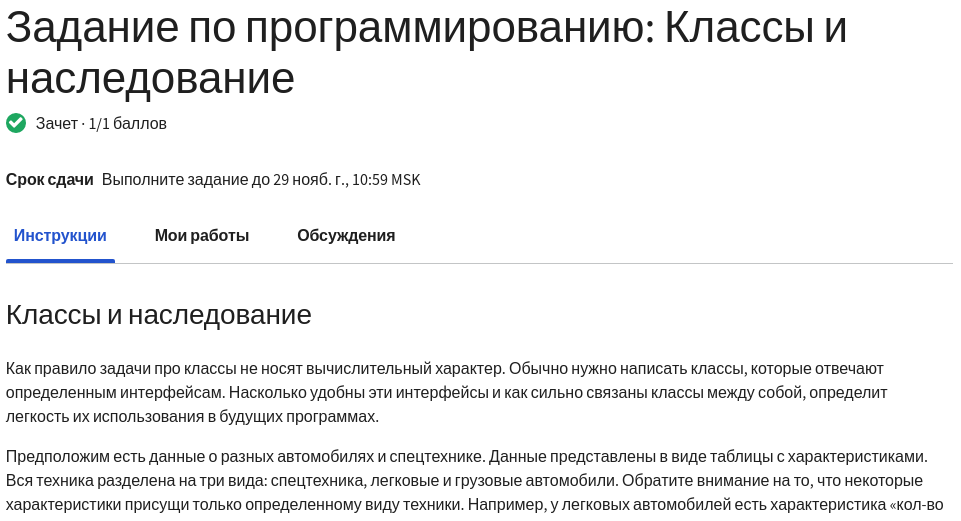 Задание по программированию: Классы и
наследование
Зачет · 1/1 баллов
Срок сдачи Выполните задание до 29 нояб. г., 10:59 MSK
Инструкции Мои работы Обсуждения
Классы и наследование
Как правило задачи про классы не носят вычислительный характер. Обычно нужно написать классы, которые отвечают
определенным интерфейсам. Насколько удобны эти интерфейсы и как сильно связаны классы между собой, определит
легкость их использования в будущих программах.
Предположим есть данные о разных автомобилях и спецтехнике. Данные представлены в виде таблицы с характеристиками.
Вся техника разделена на три вида: спецтехника, легковые и грузовые автомобили. Обратите внимание на то, что некоторые
характеристики присущи только определенному виду техники. Например, у легковых автомобилей есть характеристика «кол-во